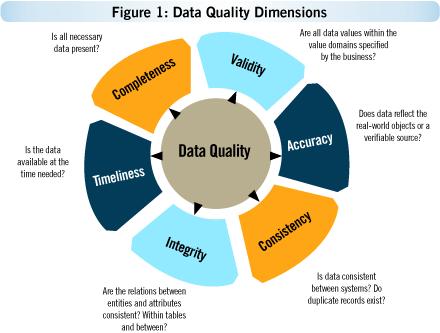 Figure 1: Data Quality Dimensions
Is all necessary
data present?
Are all data values within the
value domains specified
by the business?
Completeness
Validity
Does data reflect the
real-world objects or a
verifiable source?
Accuracy
Data Quality
Is the data
available at the
time needed?
Timeliness
Consistency
Integrity
Is data consistent
between systems? Do
duplicate records exist?
Are the relations between
entities and attributes
consistent? Within tables
and between?